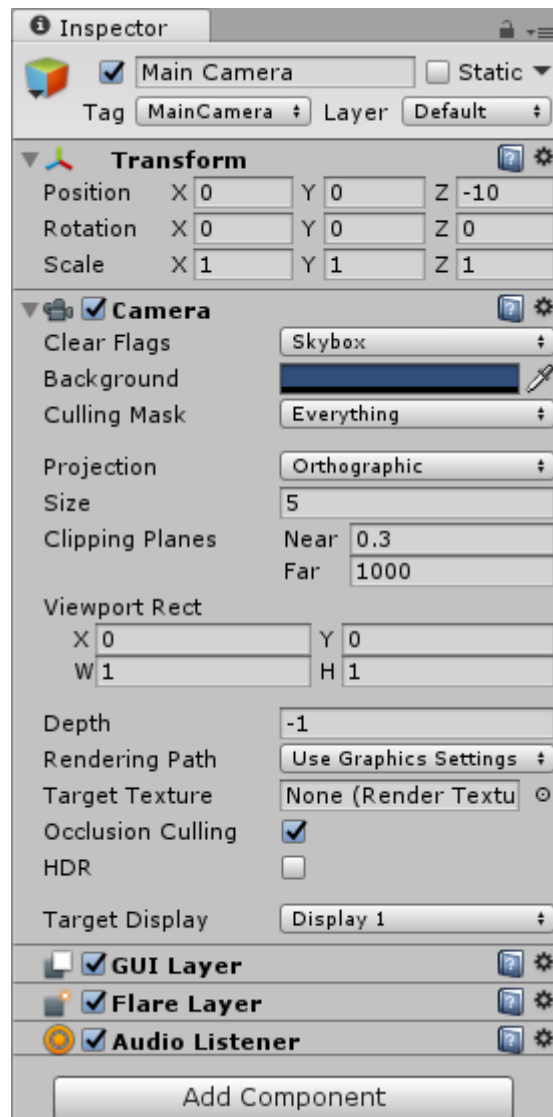 Inspector
Main Camera Static
Tag MainCamera Layer Default
Transform
Position X 0 Y 0 Z -10
Rotation X 0 Y 0 Z 0
Scale X 1 Y 1 Z 1
Camera
Clear Flags Skybox
Background
Culling Mask Everything
Projection Orthographic
Size 5
Clipping Planes Near 0.3
Far 1000
Viewport Rect
X 0 Y 0
W 1 H 1
Depth -1
Rendering Path Use Graphics Settings
Target Texture None (Render Textu
Occlusion Culling
HDR
Target Display Display 1
GUI Layer
Flare Layer
Audio Listener
Add Component